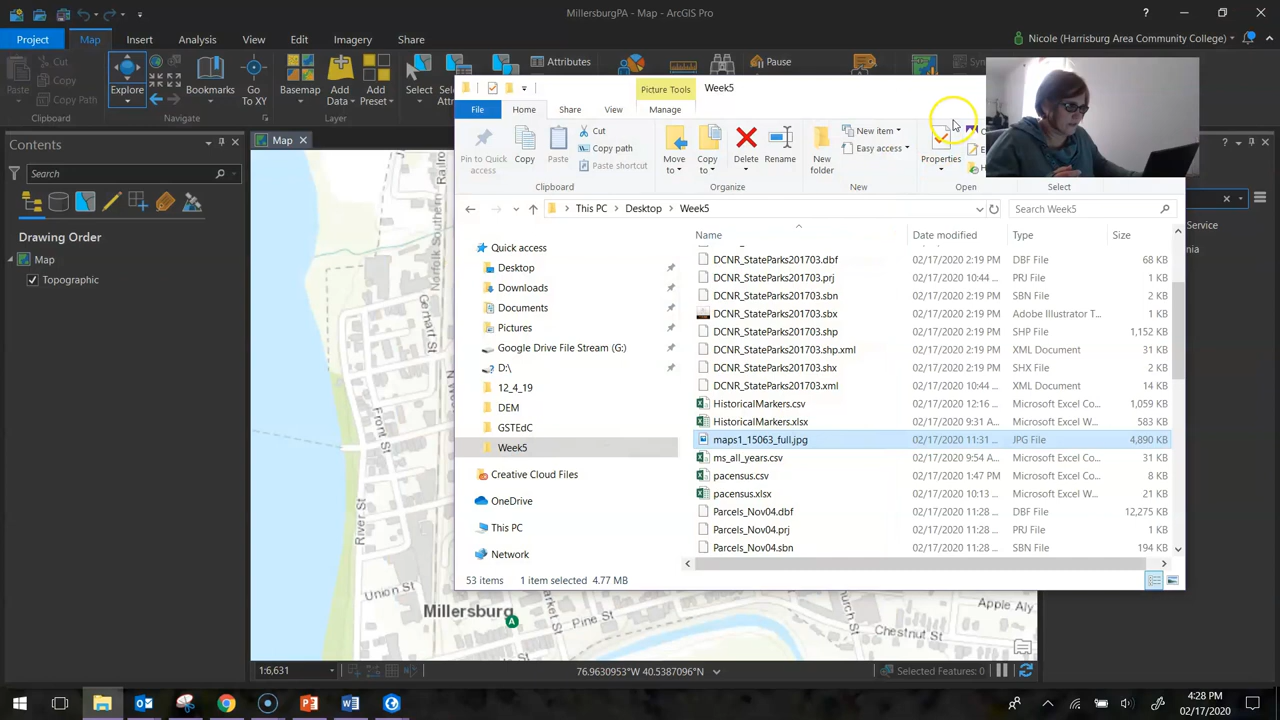 MillersburgPA - Map - ArcGIS Pro
?
Project Map Insert Analysis View Edit Imagery Share
Nicole (Harrisburg Area Community College)
Paste
Cut
Copy
Copy Path
Clipboard
Explore
Bookmarks
Go To XY
Navigate
Basemap
Add Data
Add Preset
Select
Attributes
Pause
Picture Tools
Week5
File Home Share View Manage
Pin to Quick access
Copy
Paste
Cut
Copy path
Paste shortcut
Clipboard
Move to
Copy to
Delete
Rename
Organize
New folder
New item
Easy access
New
Properties
Open
Select
This PC Desktop Week5
Search Week5
Name Date modified Type Size
DCNR_StateParks201703.dbf 02/17/2020 2:19 PM DBF File 68 KB
DCNR_StateParks201703.prj 02/17/2020 10:44 ... PRJ File 1 KB
DCNR_StateParks201703.sbn 02/17/2020 2:19 PM SBN File 2 KB
DCNR_StateParks201703.sbx 02/17/2020 2:19 PM Adobe Illustrator T... 1 KB
DCNR_StateParks201703.shp 02/17/2020 2:19 PM SHP File 1,152 KB
DCNR_StateParks201703.shp.xml 02/17/2020 2:19 PM XML Document 31 KB
DCNR_StateParks201703.shx 02/17/2020 2:19 PM SHX File 2 KB
DCNR_StateParks201703.xml 02/17/2020 10:44 ... XML Document 14 KB
HistoricalMarkers.csv 02/17/2020 12:16 ... Microsoft Excel Co... 1,059 KB
HistoricalMarkers.xlsx 02/17/2020 9:31 A... Microsoft Excel W... 583 KB
maps1_15063_full.jpg 02/17/2020 11:31 ... JPG File 4,890 KB
ms_all_years.csv 02/17/2020 9:54 A... Microsoft Excel Co... 31 KB
pacensus.csv 02/17/2020 1:47 PM Microsoft Excel Co... 8 KB
pacensus.xlsx 02/17/2020 10:13 ... Microsoft Excel W... 21 KB
Parcels_Nov04.dbf 02/17/2020 11:28 ... DBF File 12,275 KB
Parcels_Nov04.prj 02/17/2020 11:28 ... PRJ File 1 KB
Parcels_Nov04.sbn 02/17/2020 11:28 ... SBN File 194 KB
Quick access
Desktop
Downloads
Documents
Pictures
Google Drive File Stream (G:)
D:\
12_4_19
DEM
GSTEdC
Week5
Creative Cloud Files
OneDrive
This PC
Network
53 items 1 item selected 4.77 MB
Contents
Search
Drawing Order
Map
Topographic
Map
Norfolk Southern Railro
Gerhart St
Front St
River St
Union St
Millersburg
A
Pine St
Market St
Church St
Chestnut St
Apple Aly
Service
nia
1:6,631
76.9630953°W 40.5387096°N
Selected Features: 0
4:28 PM
02/17/2020